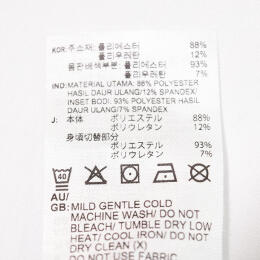 KOR: 주소재: 폴리에스터 88%
폴리우레탄 12%
옴판배색부분: 폴리에스터 93%
폴리우레탄 7%
IND: MATERIAL UTAMA: 88% POLYESTER
HASIL DAUR ULANG/12% SPANDEX/
INSET BODI: 93% POLYESTER HASIL
DAUR ULANG/7% SPANDEX
J: 本体
ポリエステル 88%
ポリウレタン 12%
身頃切替部分
ポリエステル 93%
ポリウレタン 7%
40
AU/
GB: MILD GENTLE COLD
MACHINE WASH/ DO NOT
BLEACH/ TUMBLE DRY LOW
HEAT/ COOL IRON/ DO NOT
DRY CLEAN (X)
DO NOT USE FABRIC